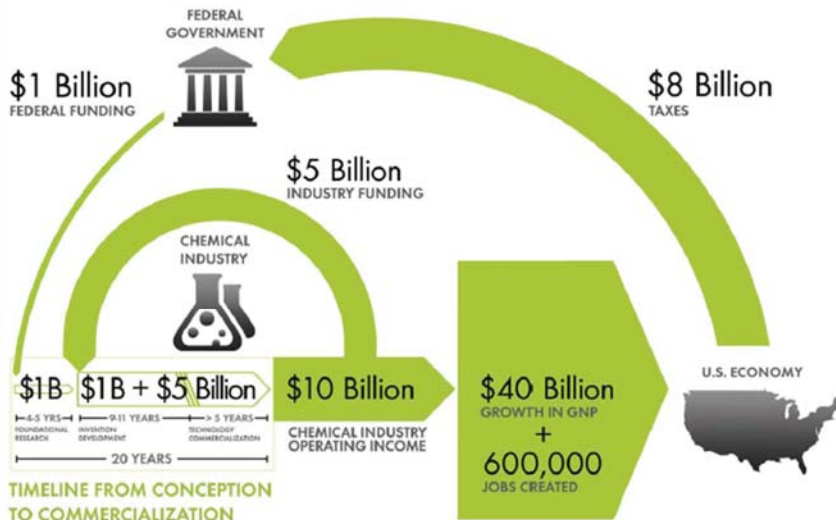 FEDERAL
GOVERNMENT
$1 Billion
FEDERAL FUNDING
$8 Billion
TAXES
$5 Billion
INDUSTRY FUNDING
CHEMICAL
INDUSTRY
$1B
$1B + $5 Billion
4-5 YRS
FOUNDATIONAL
RESEARCH
9-11 YEARS
INVENTION
DEVELOPMENT
> 5 YEARS
TECHNOLOGY
COMMERCIALIZATION
20 YEARS
TIMELINE FROM CONCEPTION
TO COMMERCIALIZATION
$10 Billion
CHEMICAL INDUSTRY
OPERATING INCOME
$40 Billion
GROWTH IN GNP
+
600,000
JOBS CREATED
U.S. ECONOMY